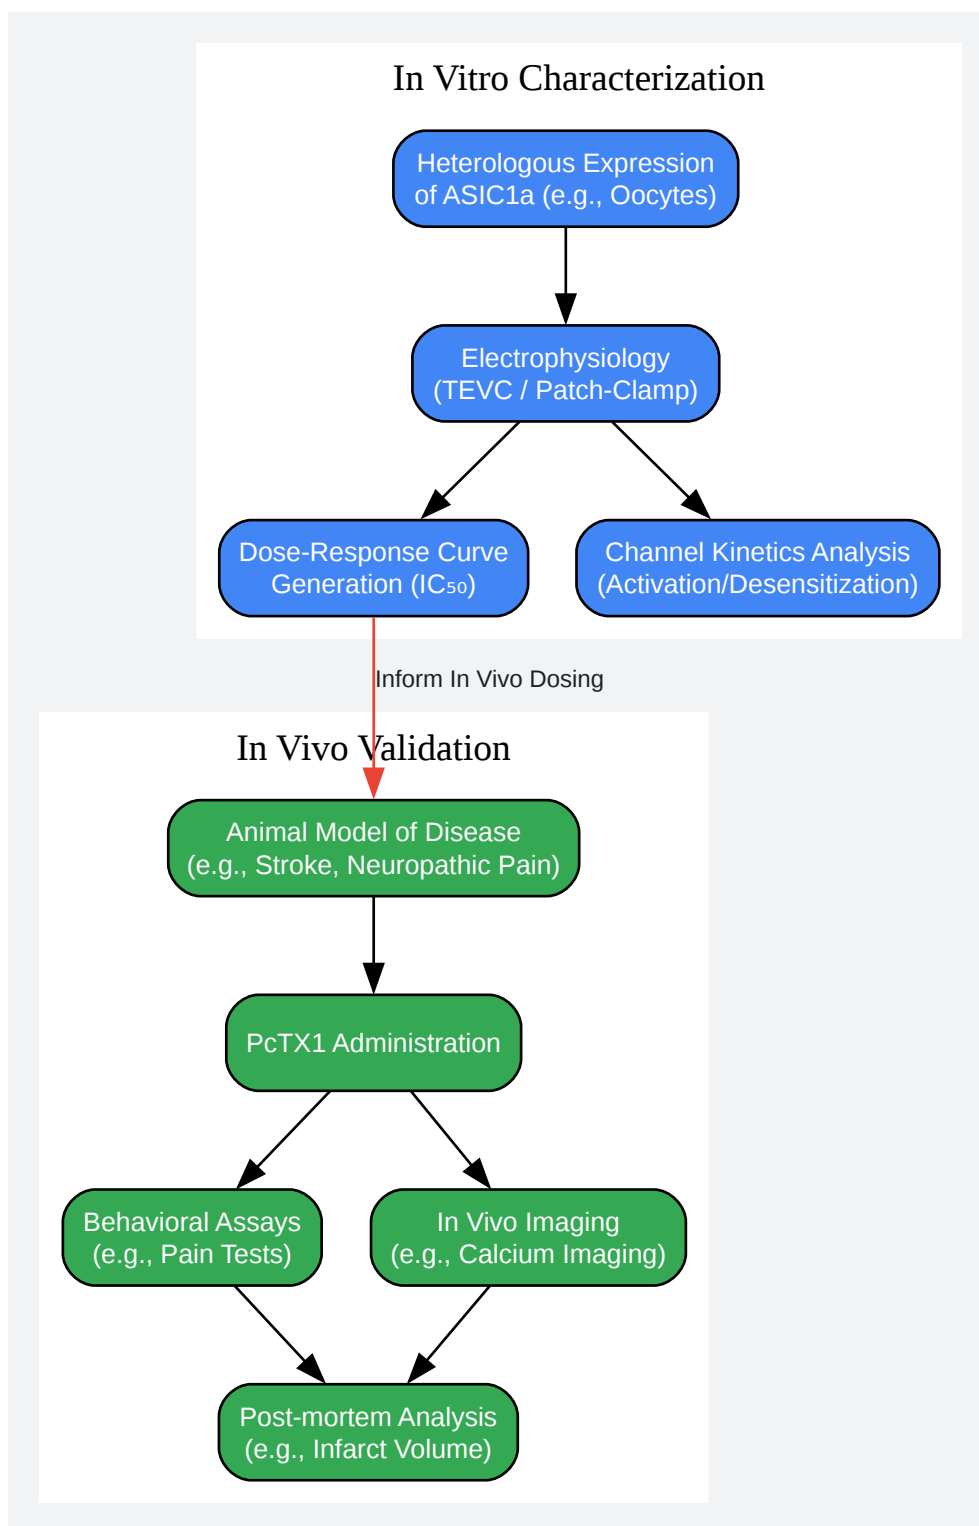 In Vitro Characterization
Heterologous Expression
of ASIC1a (e.g., Oocytes)
Electrophysiology
(TEVC / Patch-Clamp)
Dose-Response Curve
Generation (IC₅₀)
Channel Kinetics Analysis
(Activation/Desensitization)
Inform In Vivo Dosing
In Vivo Validation
Animal Model of Disease
(e.g., Stroke, Neuropathic Pain)
PcTX1 Administration
Behavioral Assays
(e.g., Pain Tests)
In Vivo Imaging
(e.g., Calcium Imaging)
Post-mortem Analysis
(e.g., Infarct Volume)